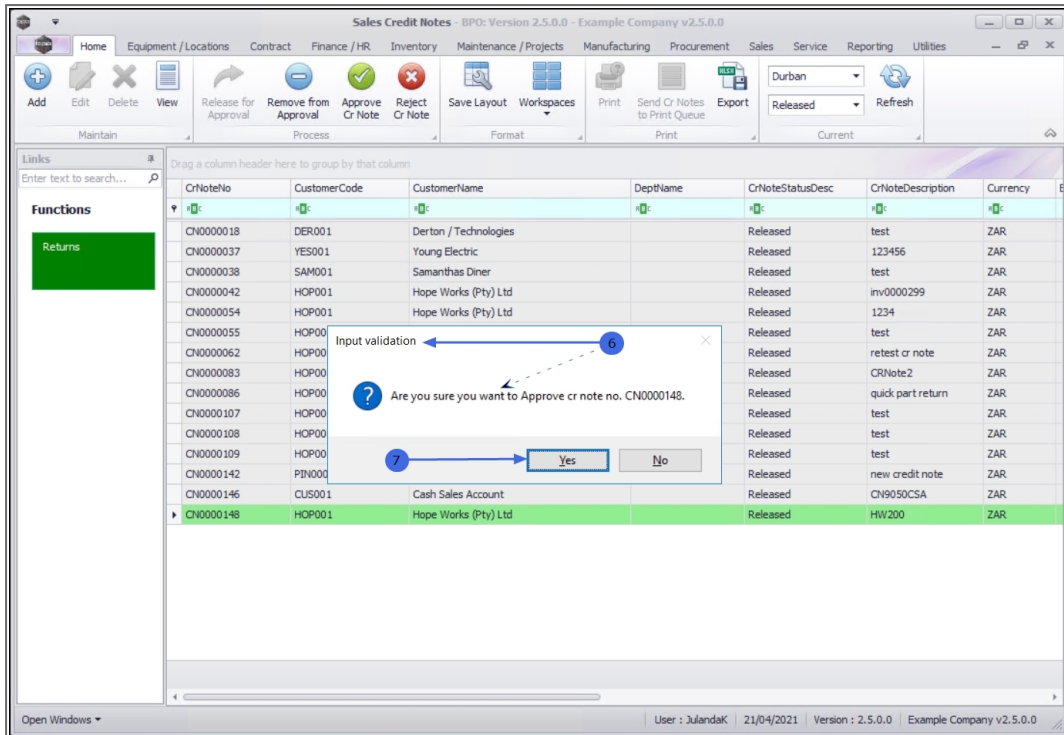 Sales Credit Notes - BPO: Version 2.5.0.0 - Example Company v2.5.0.0
Home Equipment / Locations Contract Finance / HR Inventory Maintenance / Projects Manufacturing Procurement Sales Service Reporting Utilities
Add Edit Delete View Release for Approval Remove from Approval Approve Cr Note Reject Cr Note Save Layout Workspaces Print Send Cr Notes to Print Queue Export Durban Released Refresh
Maintain Process Format Print Current
Links
Enter text to search...
Functions
Returns
Drag a column header here to group by that column
CrNoteNo CustomerCode CustomerName DeptName CrNoteStatusDesc CrNoteDescription Currency E
CN0000018 DER001 Derton / Technologies Released test ZAR
CN0000037 YES001 Young Electric Released 123456 ZAR
CN0000038 SAM001 Samanthas Diner Released test ZAR
CN0000042 HOP001 Hope Works (Pty) Ltd Released inv0000299 ZAR
CN0000054 HOP001 Hope Works (Pty) Ltd Released 1234 ZAR
CN0000055 HOP00 Released test ZAR
CN0000062 HOP00 Released retest cr note ZAR
CN0000083 HOP00 Released CRNote2 ZAR
CN0000086 HOP00 Released quick part return ZAR
CN0000107 HOP00 Released test ZAR
CN0000108 HOP00 Released test ZAR
CN0000109 HOP00 Released test ZAR
CN0000142 PIN000 Released new credit note ZAR
CN0000146 CUS001 Cash Sales Account Released CN9050CSA ZAR
CN0000148 HOP001 Hope Works (Pty) Ltd Released HW200 ZAR
Input validation 6
Are you sure you want to Approve cr note no. CN0000148.
7 Yes No
Open Windows User : JulandaK 21/04/2021 Version : 2.5.0.0 Example Company v2.5.0.0